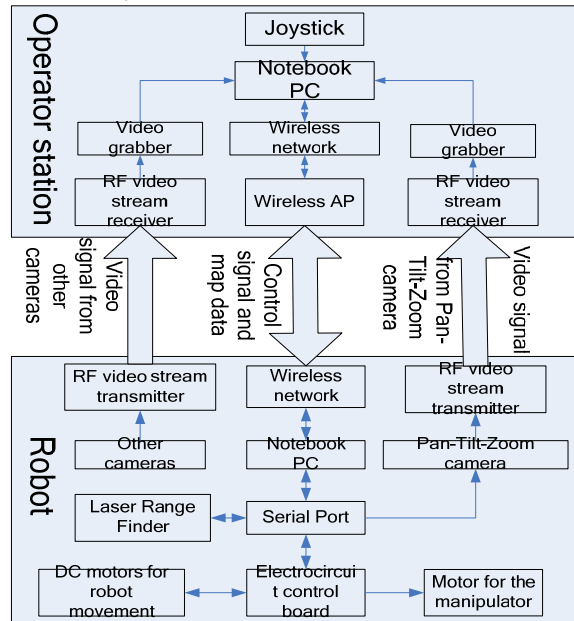 Operator station
Joystick
Notebook
PC
Video
grabber
Wireless
network
Video
grabber
RF video
stream
receiver
Wireless AP
RF video
stream
receiver
Video
signal from
other
cameras
Control
signal and
map data
Video signal
from Pan-
Tilt-Zoom
camera
Robot
RF video stream
transmitter
Wireless
network
RF video
stream
transmitter
Other
cameras
Notebook
PC
Pan-Tilt-Zoom
camera
Laser Range
Finder
Serial Port
DC motors for
robot
movement
Electrocircui
t control
board
Motor for the
manipulator